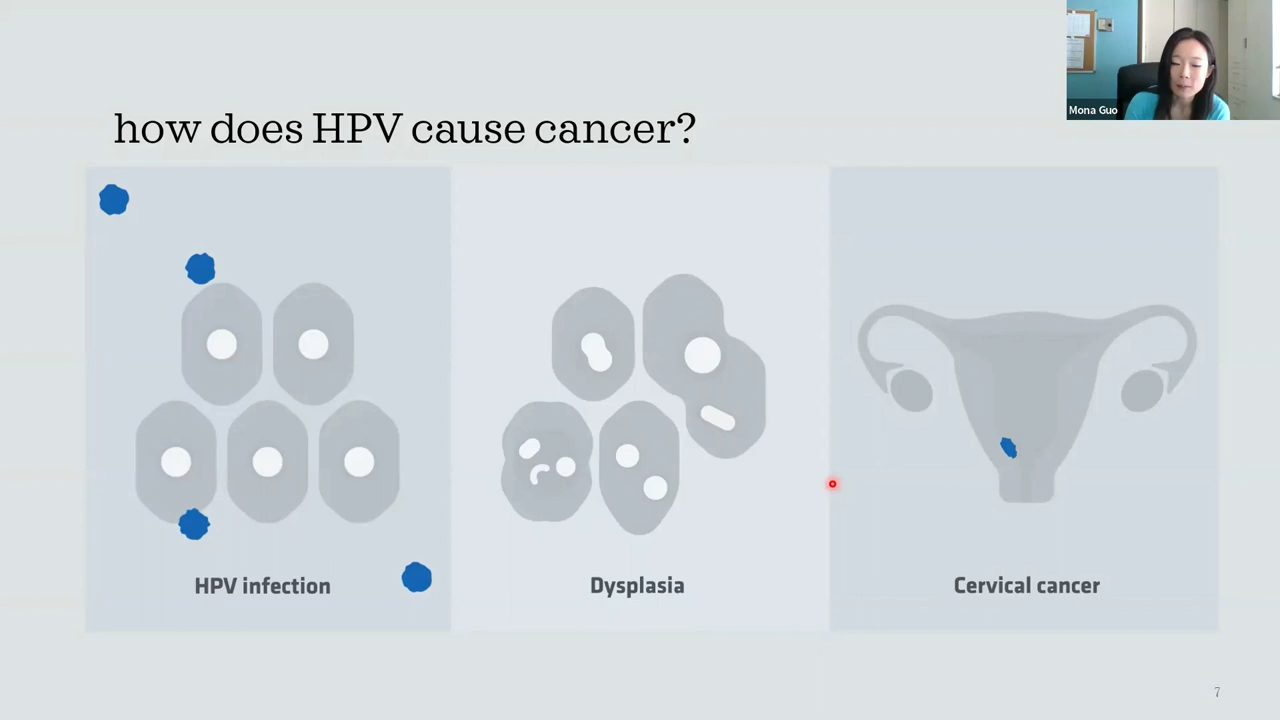 Mona Guo
how does HPV cause cancer?
HPV infection
Dysplasia
Cervical cancer
7